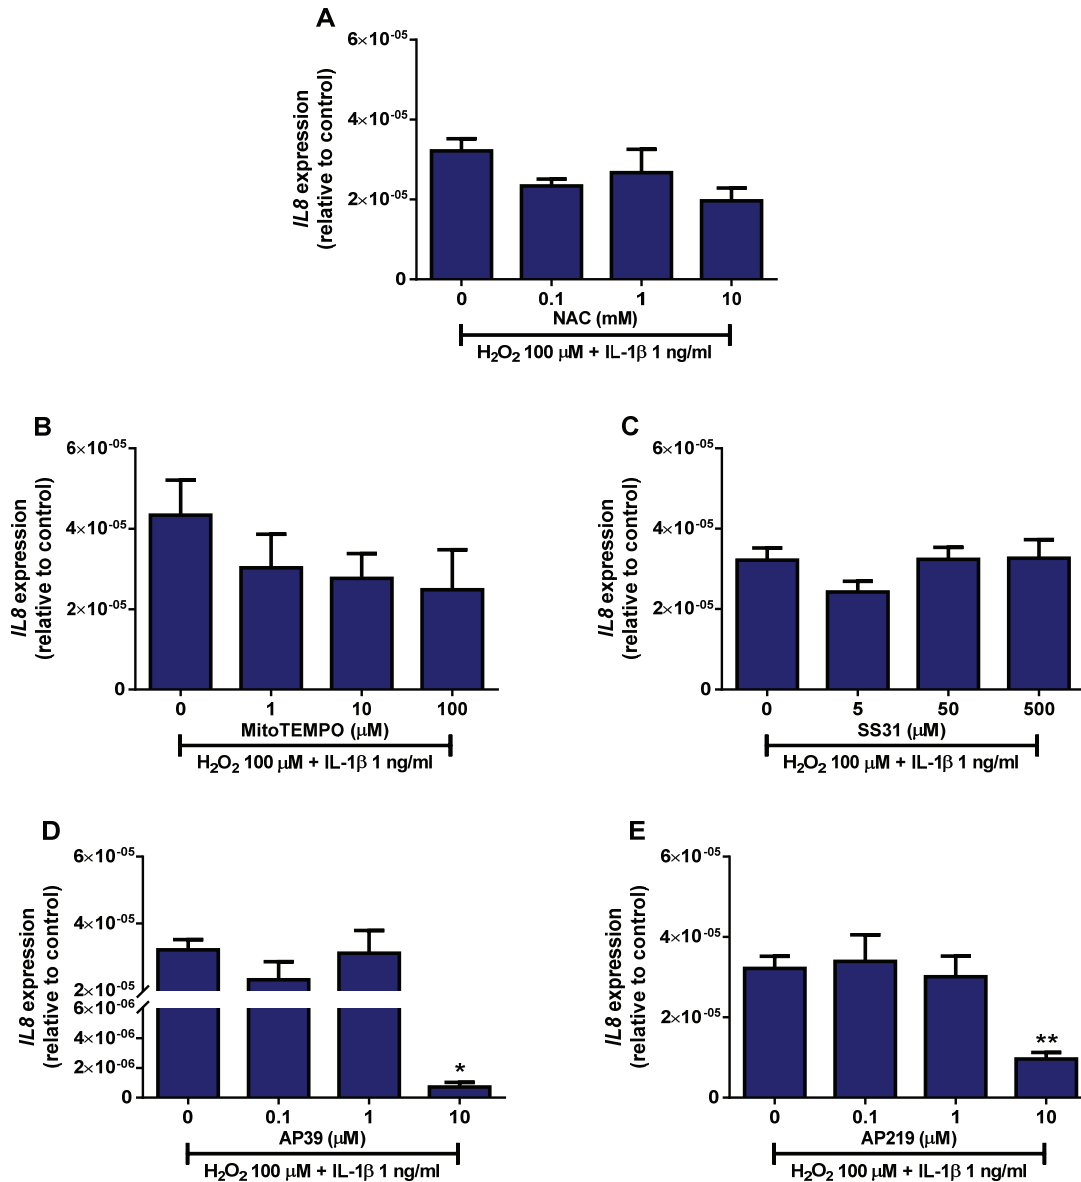 A
6×10⁻⁰⁵
4×10⁻⁰⁵
2×10⁻⁰⁵
0
IL8 expression
(relative to control)
0 0.1 1 10
NAC (mM)
H₂O₂ 100 μM + IL-1β 1 ng/ml
B
6×10⁻⁰⁵
4×10⁻⁰⁵
2×10⁻⁰⁵
0
IL8 expression
(relative to control)
0 1 10 100
MitoTEMPO (μM)
H₂O₂ 100 μM + IL-1β 1 ng/ml
C
6×10⁻⁰⁵
4×10⁻⁰⁵
2×10⁻⁰⁵
0
IL8 expression
(relative to control)
0 5 50 500
SS31 (μM)
H₂O₂ 100 μM + IL-1β 1 ng/ml
D
6×10⁻⁰⁵
4×10⁻⁰⁵
2×10⁻⁰⁵
6×10⁻⁰⁶
4×10⁻⁰⁶
2×10⁻⁰⁶
0
IL8 expression
(relative to control)
*
0 0.1 1 10
AP39 (μM)
H₂O₂ 100 μM + IL-1β 1 ng/ml
E
6×10⁻⁰⁵
4×10⁻⁰⁵
2×10⁻⁰⁵
0
IL8 expression
(relative to control)
**
0 0.1 1 10
AP219 (μM)
H₂O₂ 100 μM + IL-1β 1 ng/ml